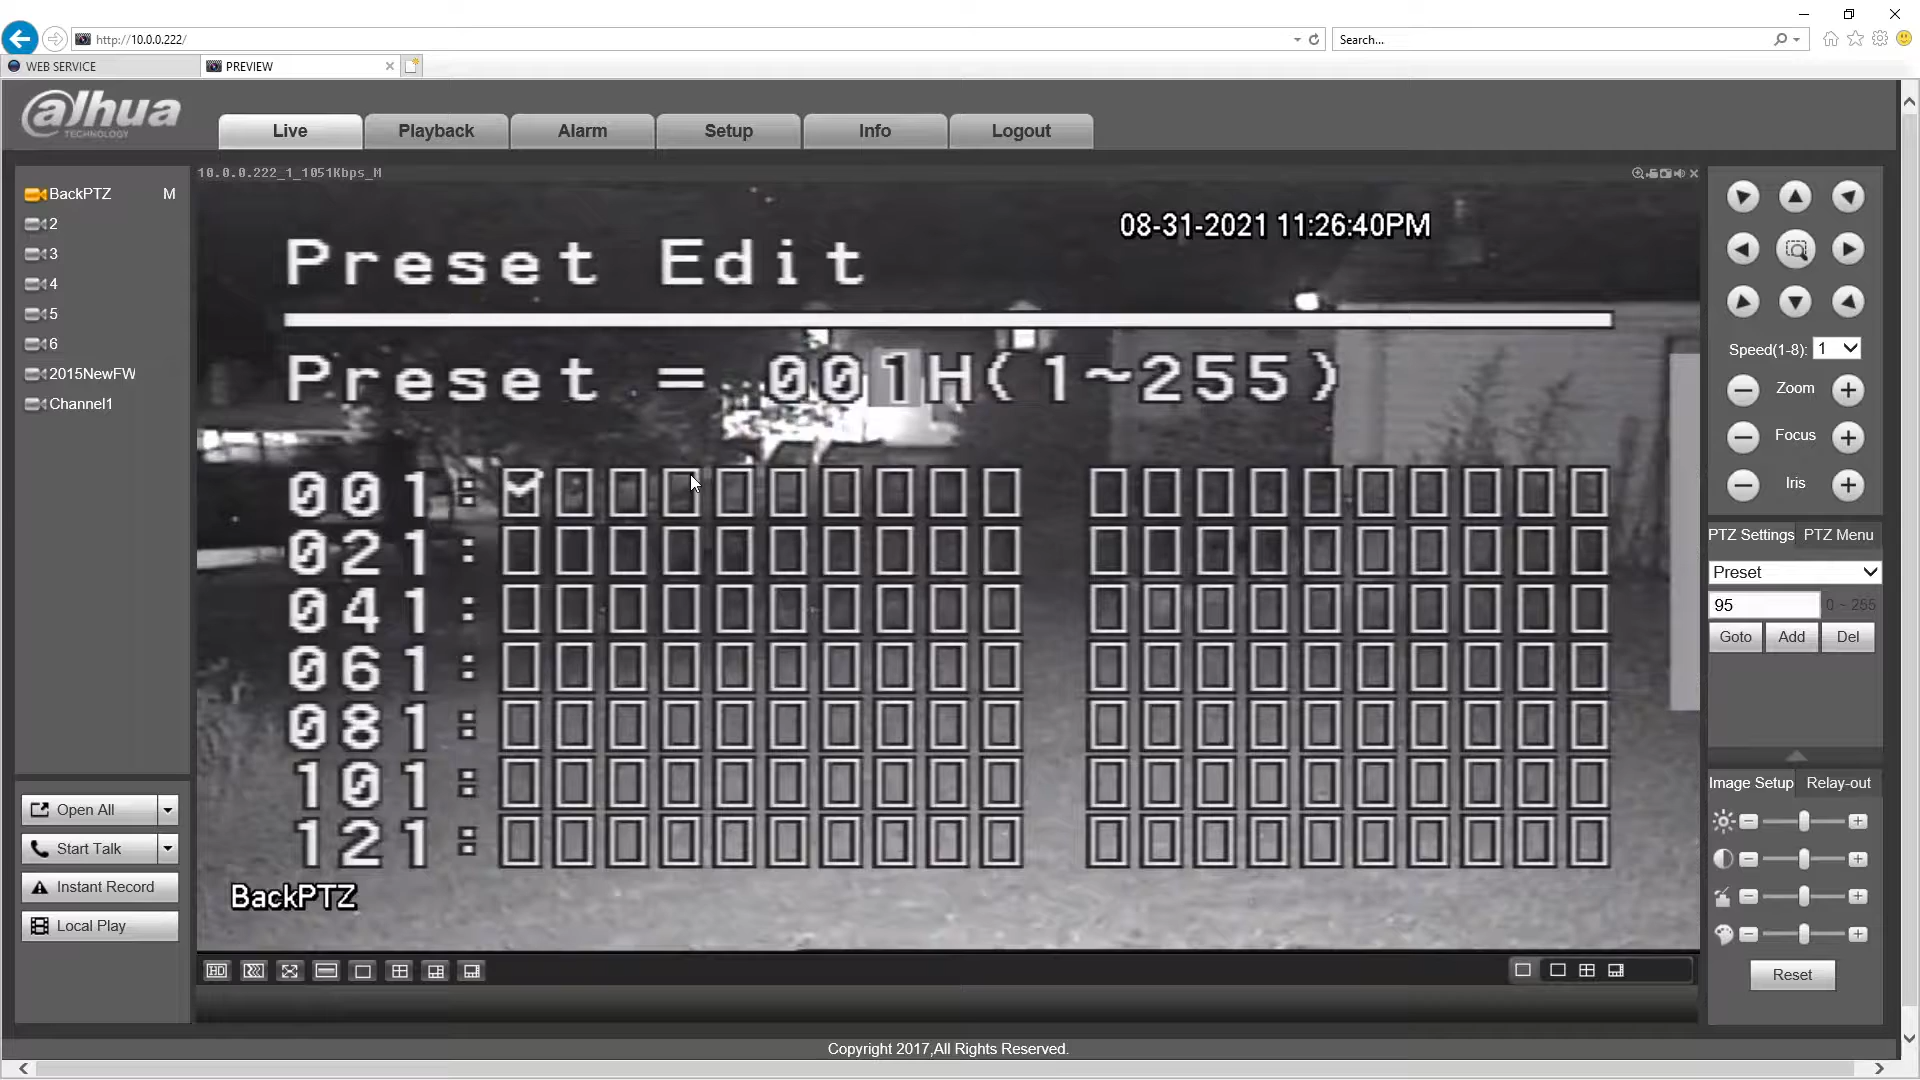 http://10.0.0.222/
Search...
WEB SERVICE
PREVIEW
alhua
TECHNOLOGY
Live
Playback
Alarm
Setup
Info
Logout
10.0.0.222_1_1051Kbps_M
BackPTZ M
2
3
4
5
6
2015NewFW
Channel1
08-31-2021 11:26:40PM
Preset Edit
Preset = 001H(1~255)
001:
021:
041:
061:
081:
101:
121:
BackPTZ
Speed(1-8): 1
Zoom
Focus
Iris
PTZ Settings PTZ Menu
Preset
95 0 ~ 255
Goto Add Del
Image Setup Relay-out
Reset
Open All
Start Talk
Instant Record
Local Play
HD
Copyright 2017,All Rights Reserved.